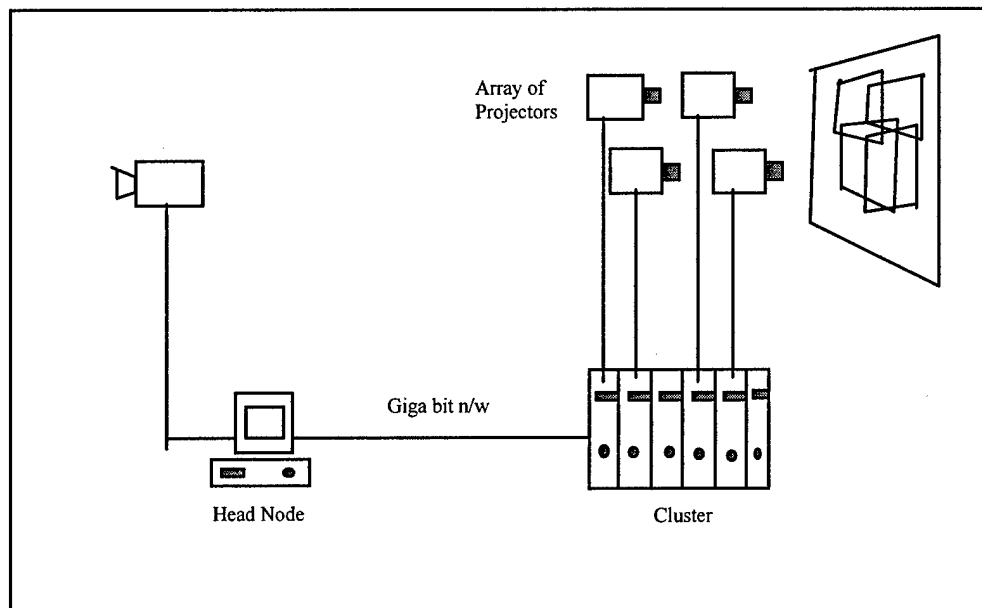 Array of
Projectors
Giga bit n/w
Head Node
Cluster